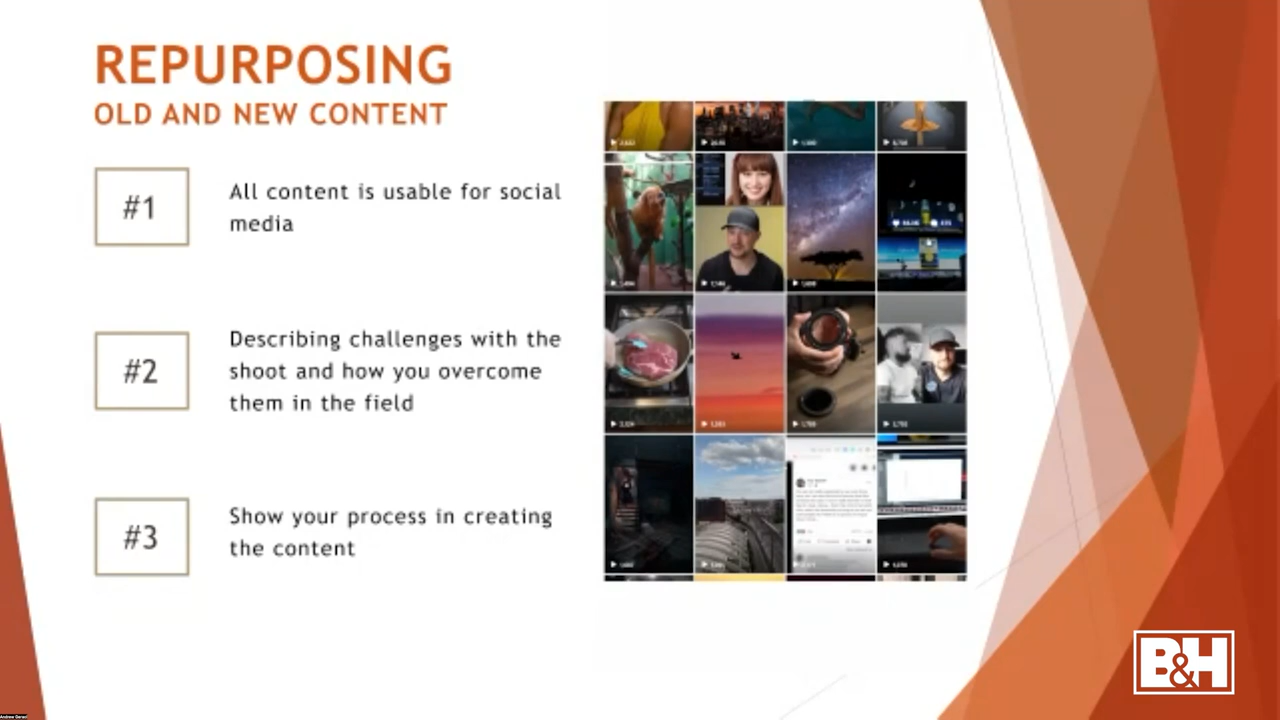 REPURPOSING
OLD AND NEW CONTENT
#1
All content is usable for social
media
#2
Describing challenges with the
shoot and how you overcome
them in the field
#3
Show your process in creating
the content
B&H